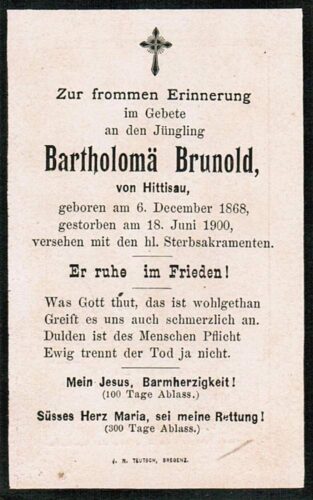 Zur frommen Erinnerung
im Gebete
an den Jüngling
Bartholomä Brunold,
von Hittisau,
geboren am 6. December 1868,
gestorben am 18. Juni 1900,
versehen mit den hl. Sterbsakramenten.
Er ruhe im Frieden!
Was Gott thut, das ist wohlgethan
Greift es uns auch schmerzlich an.
Dulden ist des Menschen Pflicht
Ewig trennt der Tod ja nicht.
Mein Jesus, Barmherzigkeit!
(100 Tage Ablass.)
Süsses Herz Maria, sei meine Rettung!
(300 Tage Ablass.)
J. N. TEUTSCH, BREGENZ.